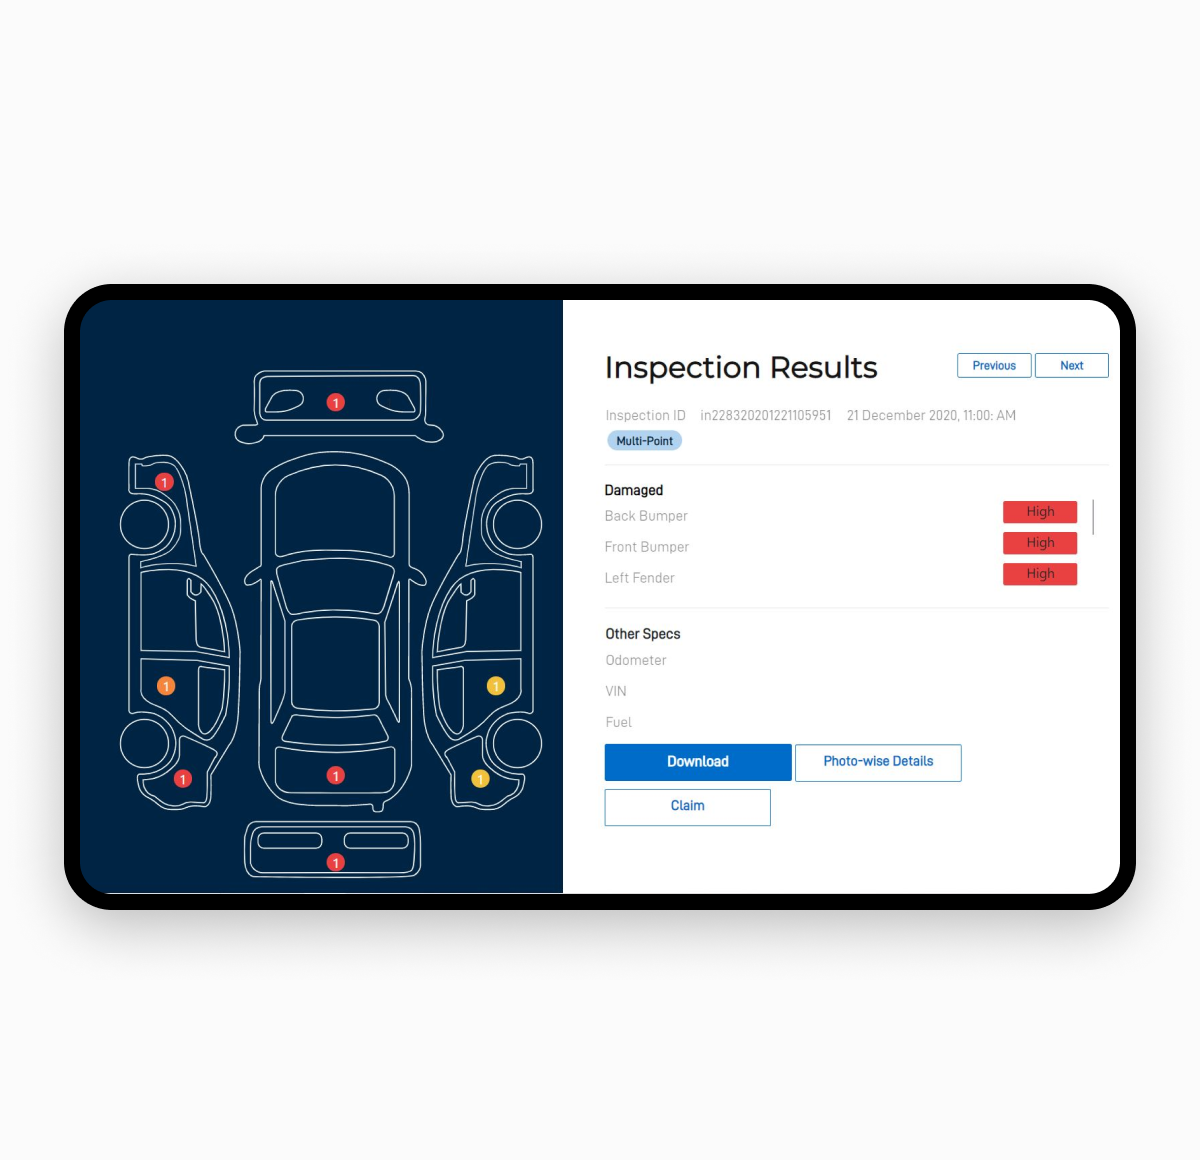 1
1
1
1
1
1
1
1
Inspection Results
Previous
Next
Inspection ID in228320201221105951 21 December 2020, 11:00: AM
Multi-Point
Damaged
Back Bumper High
Front Bumper High
Left Fender High
Other Specs
Odometer
VIN
Fuel
Download
Photo-wise Details
Claim